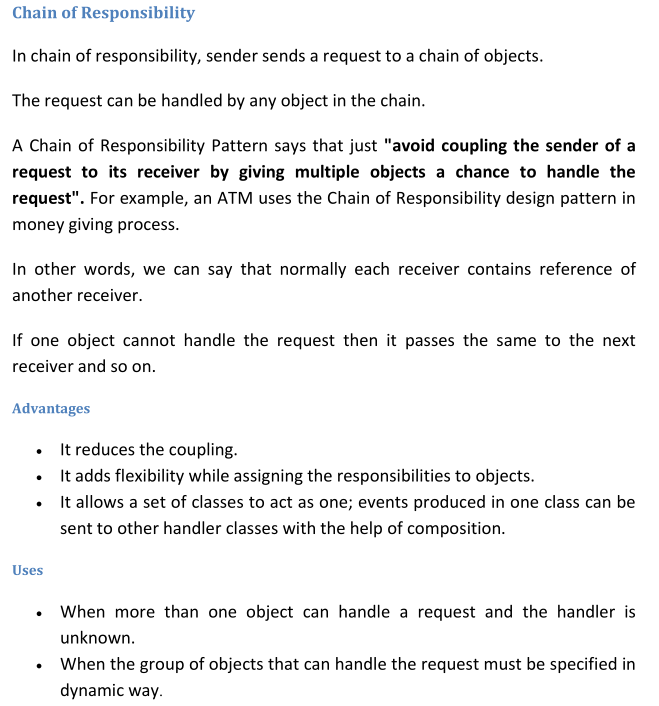 Chain of Responsibility
In chain of responsibility, sender sends a request to a chain of objects.
The request can be handled by any object in the chain.
A Chain of Responsibility Pattern says that just "avoid coupling the sender of a
request to its receiver by giving multiple objects a chance to handle the
request". For example, an ATM uses the Chain of Responsibility design pattern in
money giving process.
In other words, we can say that normally each receiver contains reference of
another receiver.
If one object cannot handle the request then it passes the same to the next
receiver and so on.
Advantages
• It reduces the coupling.
• It adds flexibility while assigning the responsibilities to objects.
• It allows a set of classes to act as one; events produced in one class can be
sent to other handler classes with the help of composition.
Uses
• When more than one object can handle a request and the handler is
unknown.
• When the group of objects that can handle the request must be specified in
dynamic way.